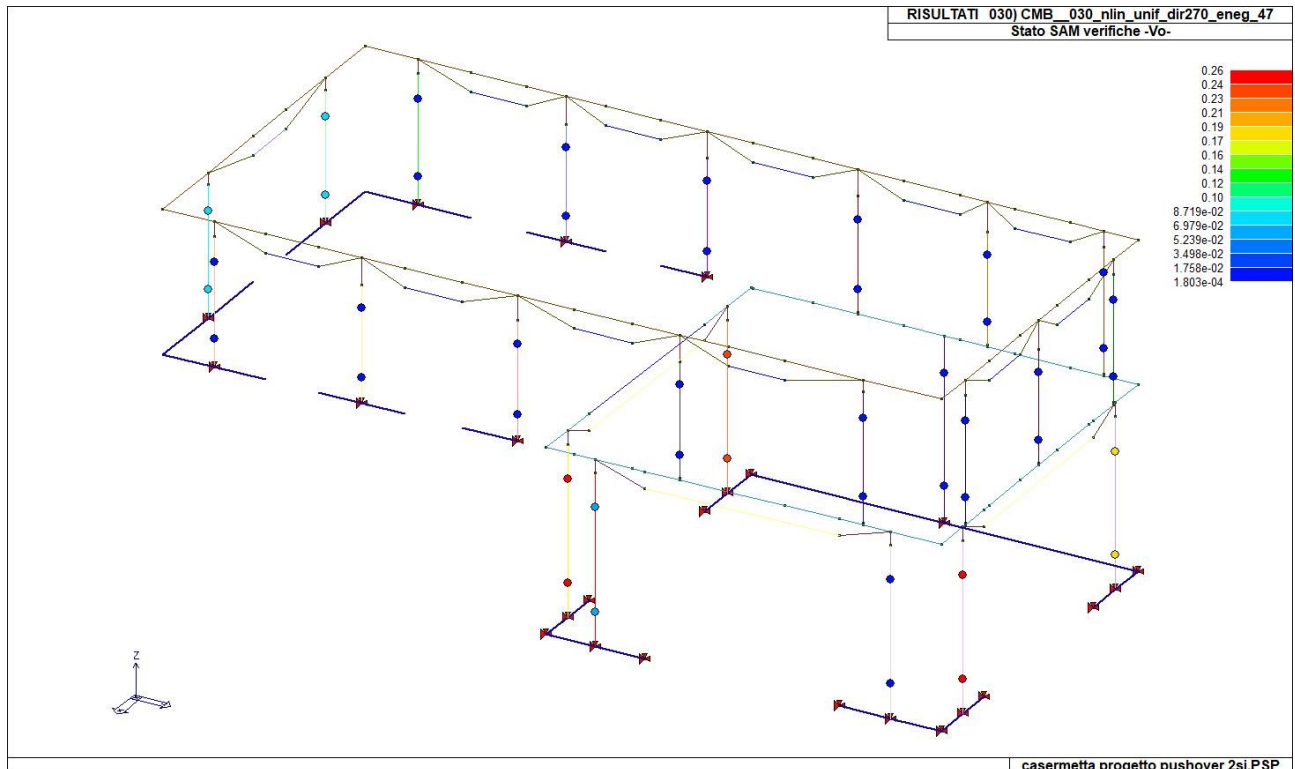 RISULTATI 030) CMB__030_nlin_unif_dir270_eneg_47
Stato SAM verifiche -Vo-
0.26
0.24
0.23
0.21
0.19
0.17
0.16
0.14
0.12
0.10
8.719e-02
6.979e-02
5.239e-02
3.498e-02
1.758e-02
1.803e-04
Z
casermetta progetto pushover 2si.PSP